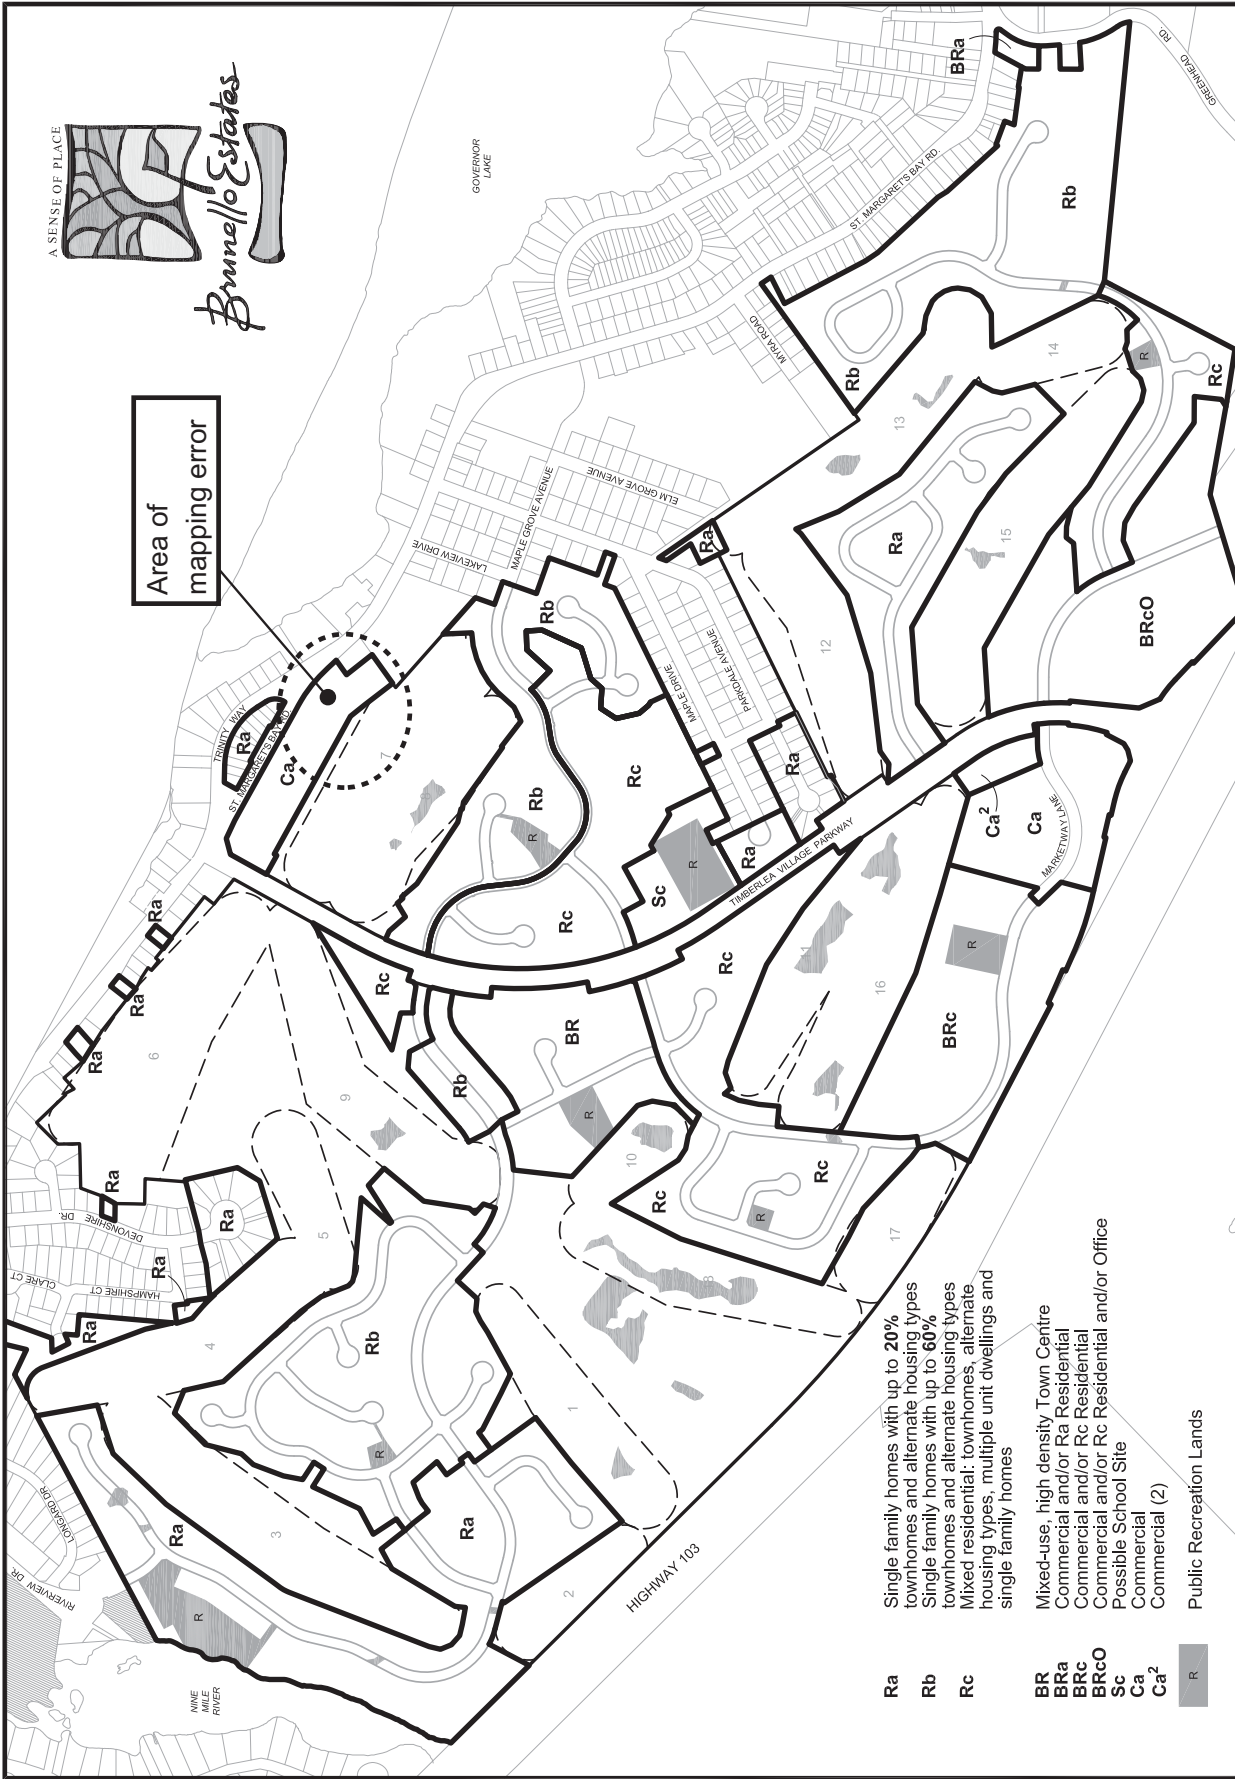 A SENSE OF PLACE
Brunello Estates
Area of
mapping error
GOVERNOR
LAKE
GREENHEAD
RD.
BRa
Rb
ST. MARGARET'S BAY RD.
MYRA ROAD
Rb
14
R
Rc
13
Ra
15
BRcO
ELM GROVE AVENUE
MAPLE GROVE AVENUE
LAKEVIEW DRIVE
Ra
12
Rb
MAPLE DRIVE
PARKDALE AVENUE
Ra
Ra
TRINITY WAY
Ra
ST. MARGARET'S BAY RD.
Ca
7
8
Rb
R
Rc
Sc
R
Rc
TIMBERLEA VILLAGE PARKWAY
Ca2
Ca
MARKETWAY LANE
Ra
Ra
Ra
6
Rc
Rb
BR
R
Rc
11
16
R
BRc
9
5
Ra
Ra
DEVONSHIRE DR.
CLARE CT
HAMPSHIRE CT
Ra
Ra
4
10
Rc
R
Rc
17
18
Rb
R
1
Ra
2
3
Ra
R
LONGARD DR.
RIVERVIEW DR.
NINE
MILE
RIVER
HIGHWAY 103
Ra Single family homes with up to 20%
townhomes and alternate housing types
Rb Single family homes with up to 60%
townhomes and alternate housing types
Rc Mixed residential: townhomes, alternate
housing types, multiple unit dwellings and
single family homes
BR Mixed-use, high density Town Centre
BRa Commercial and/or Ra Residential
BRc Commercial and/or Rc Residential
BRcO Commercial and/or Rc Residential and/or Office
Sc Possible School Site
Ca Commercial
Ca2 Commercial (2)
R Public Recreation Lands